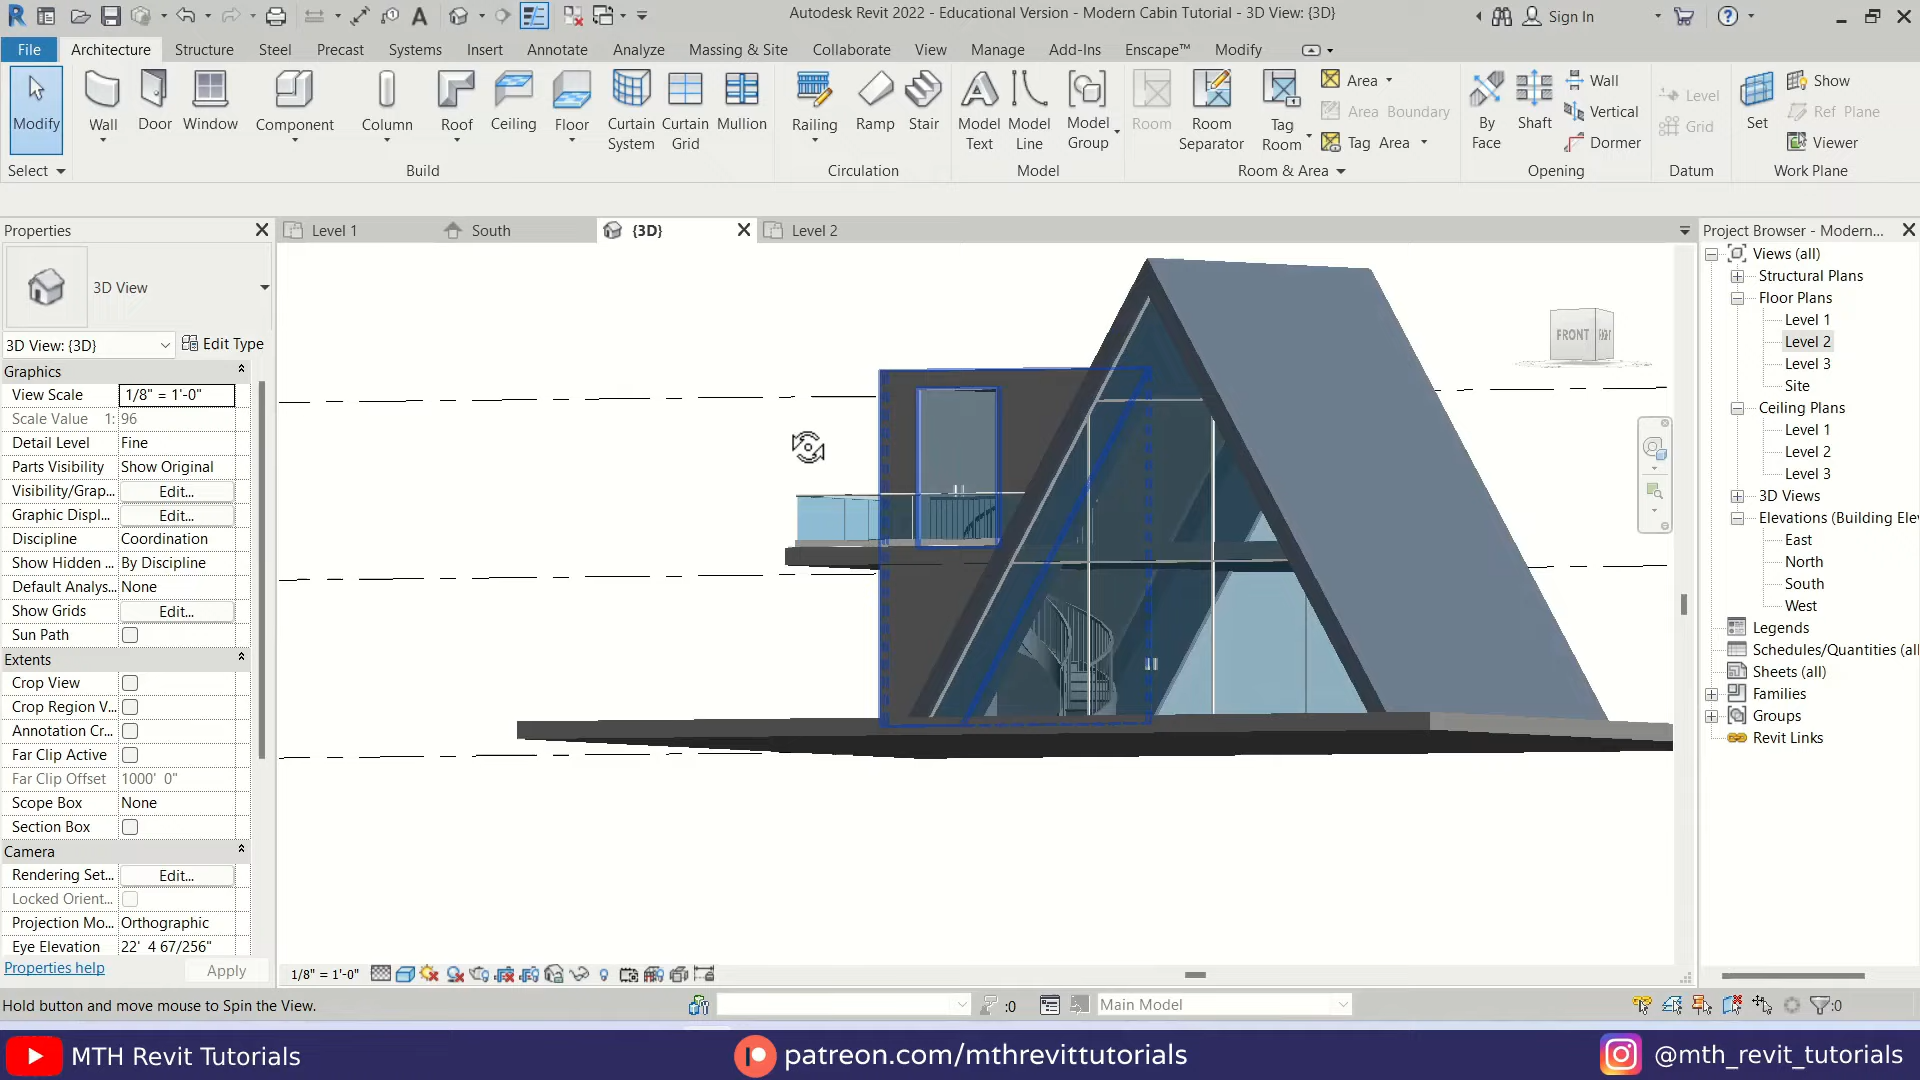 Autodesk Revit 2022 - Educational Version - Modern Cabin Tutorial - 3D View: {3D}
Sign In
File Architecture Structure Steel Precast Systems Insert Annotate Analyze Massing & Site Collaborate View Manage Add-Ins Enscape™ Modify
Modify
Wall
Door
Window
Component
Column
Roof
Ceiling
Floor
Curtain System
Curtain Grid
Mullion
Railing
Ramp
Stair
Model Text
Model Line
Model Group
Room
Room Separator
Tag Room
Area
Area Boundary
Tag Area
By Face
Shaft
Wall
Vertical
Dormer
Level
Grid
Set
Show
Ref Plane
Viewer
Select
Build
Circulation
Model
Room & Area
Opening
Datum
Work Plane
Properties
Level 1
South
{3D}
Level 2
Project Browser - Modern...
3D View
3D View: {3D}
Edit Type
Graphics
View Scale 1/8" = 1'-0"
Scale Value 1: 96
Detail Level Fine
Parts Visibility Show Original
Visibility/Grap... Edit...
Graphic Displ... Edit...
Discipline Coordination
Show Hidden ... By Discipline
Default Analys... None
Show Grids Edit...
Sun Path
Extents
Crop View
Crop Region V...
Annotation Cr...
Far Clip Active
Far Clip Offset 1000' 0"
Scope Box None
Section Box
Camera
Rendering Set... Edit...
Locked Orient...
Projection Mo... Orthographic
Eye Elevation 22' 4 67/256"
Properties help
Apply
FRONT
RIGHT
Views (all)
Structural Plans
Floor Plans
Level 1
Level 2
Level 3
Site
Ceiling Plans
Level 1
Level 2
Level 3
3D Views
Elevations (Building Ele
East
North
South
West
Legends
Schedules/Quantities (all
Sheets (all)
Families
Groups
Revit Links
1/8" = 1'-0"
Hold button and move mouse to Spin the View.
:0
Main Model
:0
MTH Revit Tutorials
patreon.com/mthrevittutorials
@mth_revit_tutorials